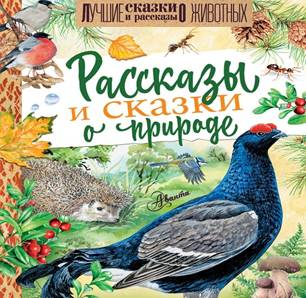 ЛУЧШИЕ СКАЗКИ И РАССКАЗЫ О ЖИВОТНЫХ
Рассказы
и сказки
о природе
Аванта